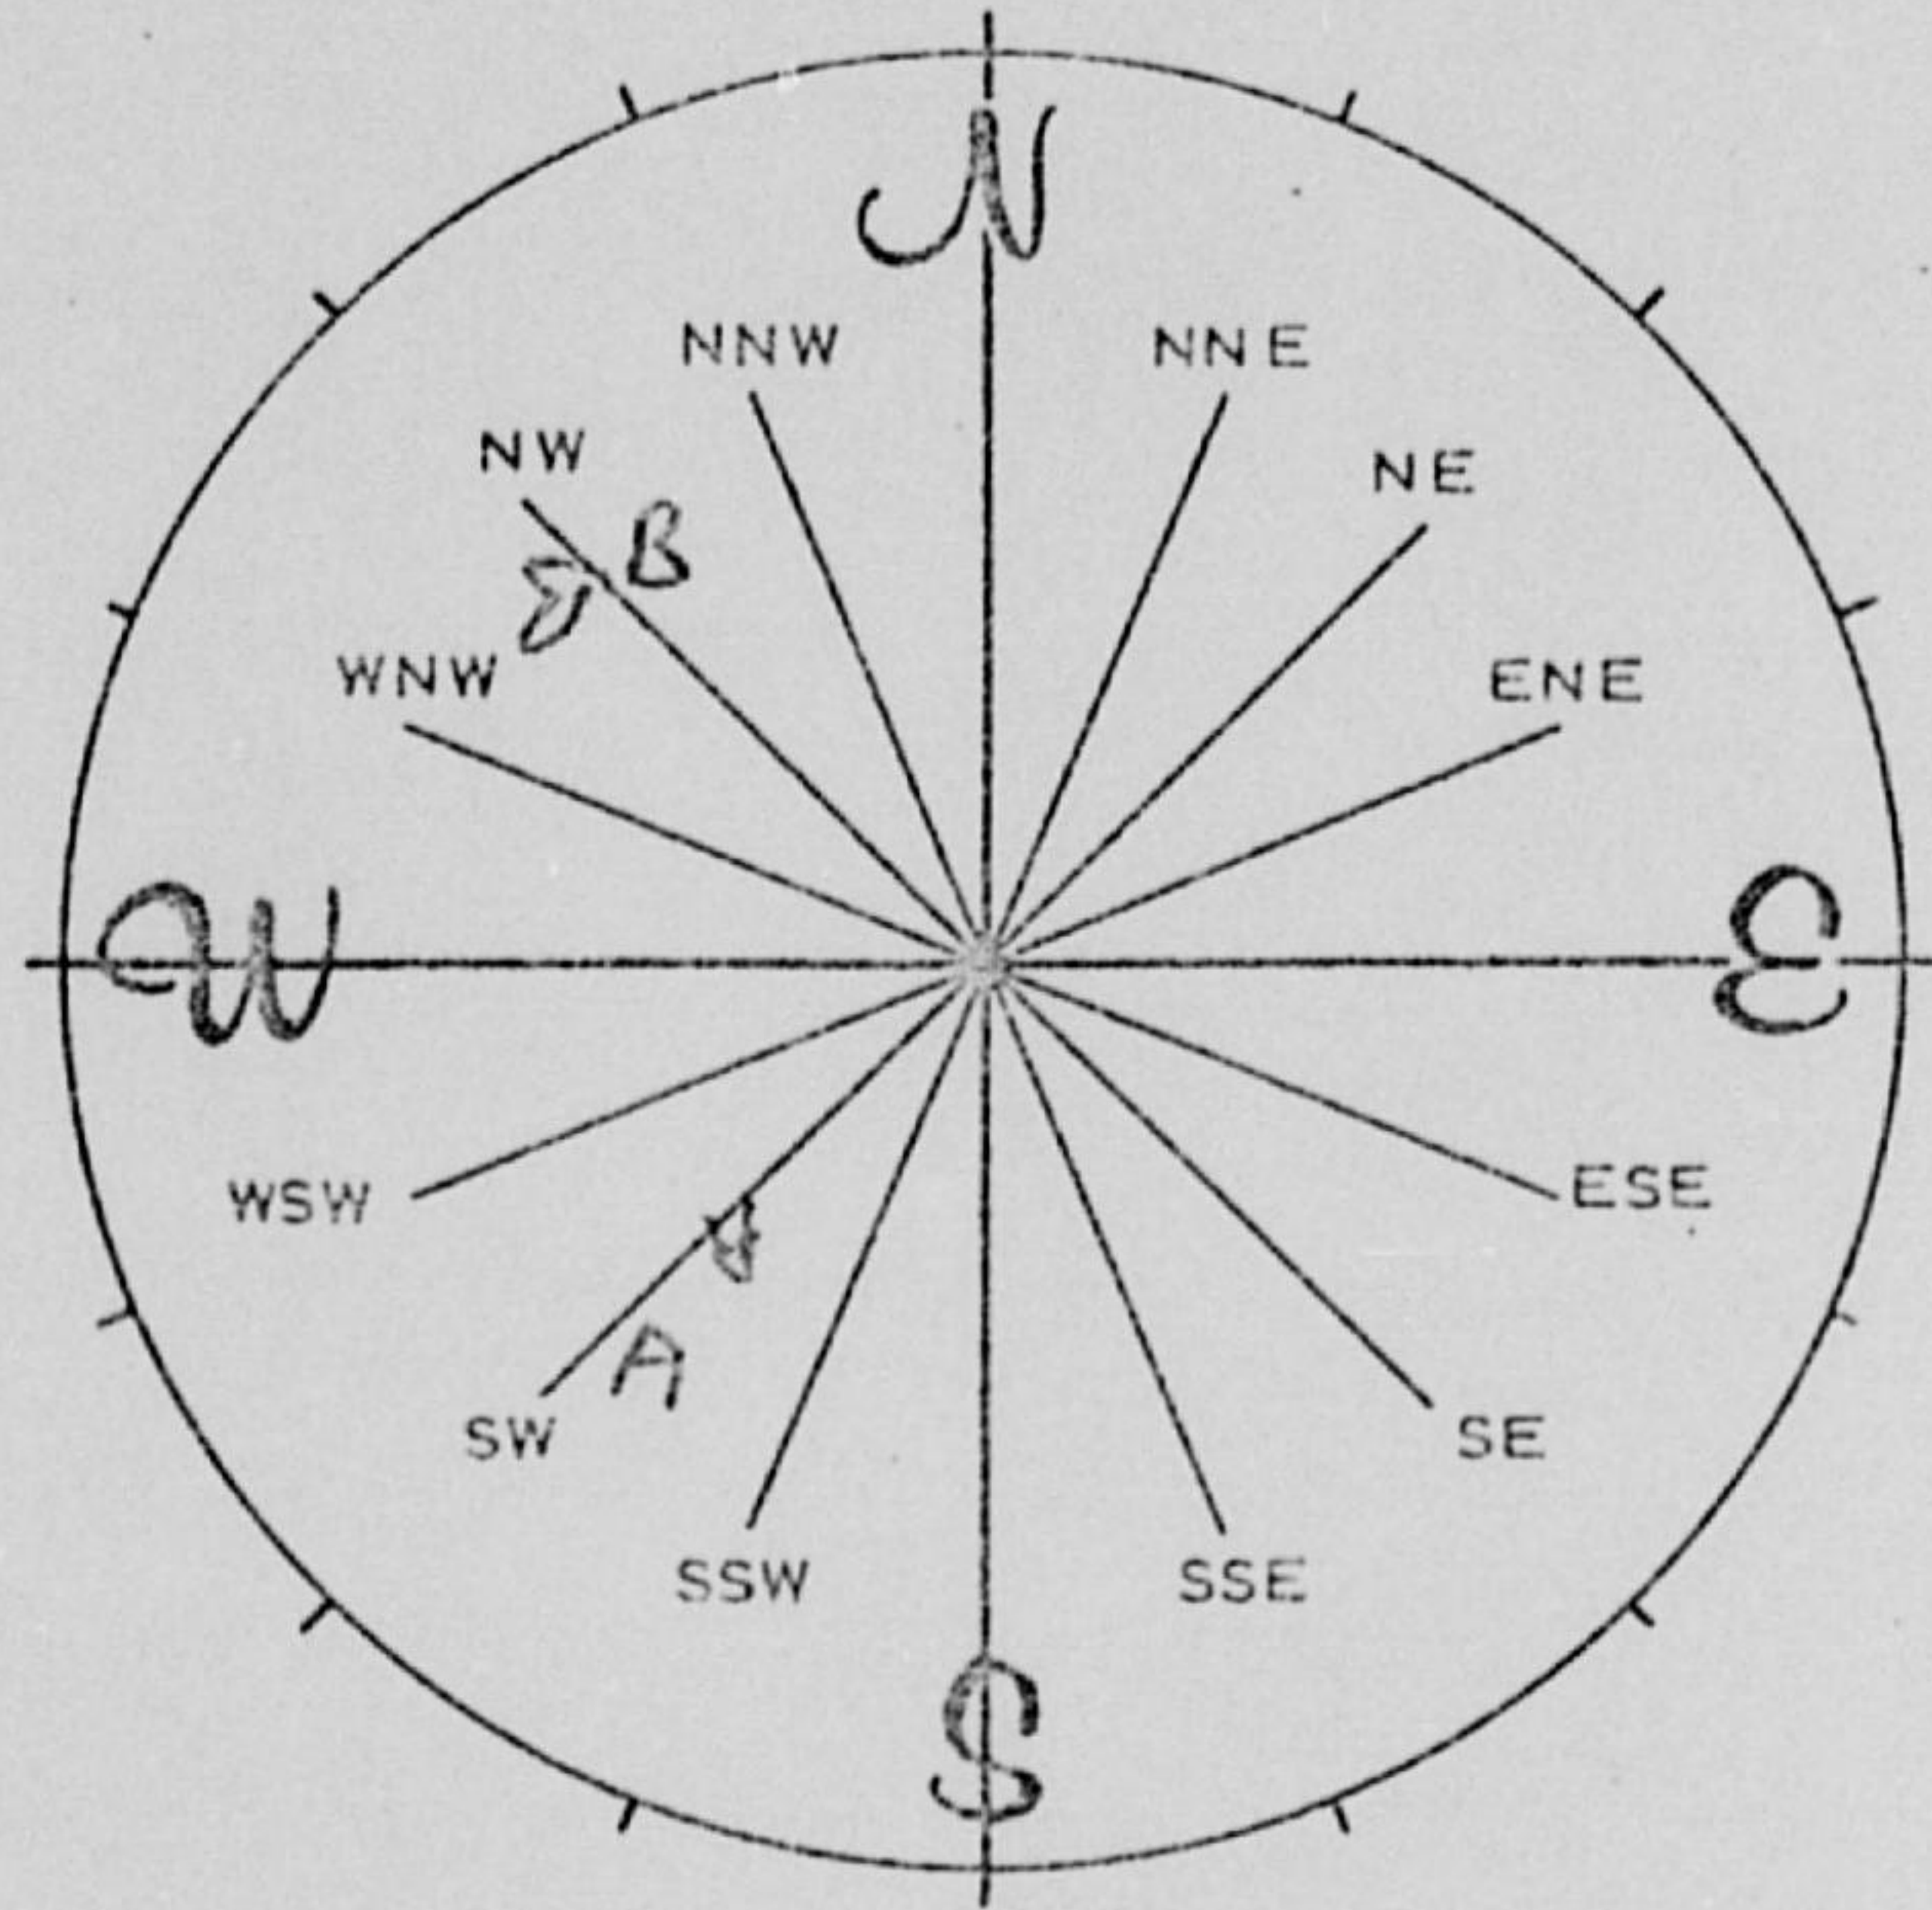 N
NNW NNE
NW NE
B
WNW ENE
W E
WSW ESE
A
SW SE
SSW SSE
S